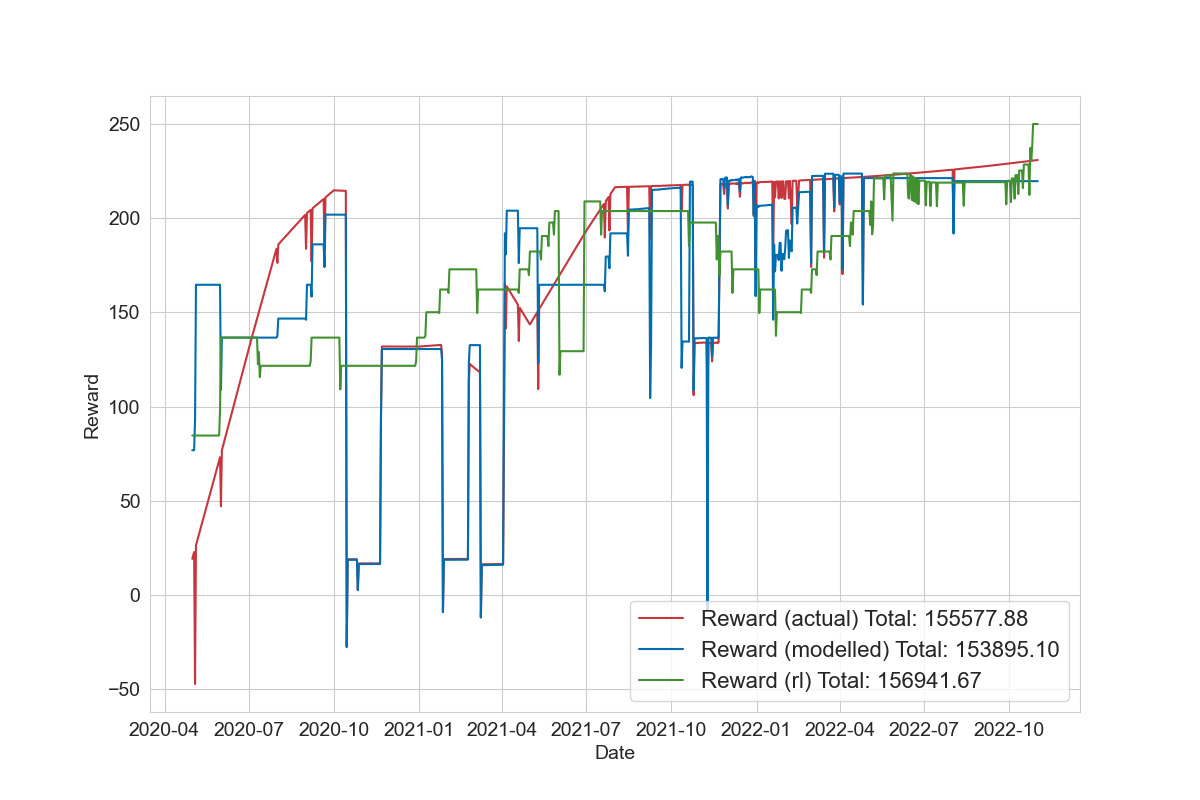 250
200
150
100
50
0
−50
Reward
Reward (actual) Total: 155577.88
Reward (modelled) Total: 153895.10
Reward (rl) Total: 156941.67
2020-04 2020-07 2020-10 2021-01 2021-04 2021-07 2021-10 2022-01 2022-04 2022-07 2022-10
Date